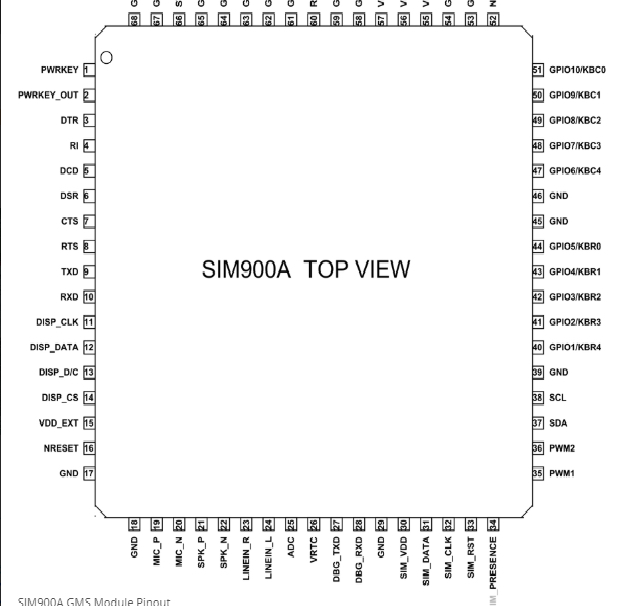 68 67 66 65 64 63 62 61 60 59 58 57 56 55 54 53 52
PWRKEY 1
PWRKEY_OUT 2
DTR 3
RI 4
DCD 5
DSR 6
CTS 7
RTS 8
TXD 9
RXD 10
DISP_CLK 11
DISP_DATA 12
DISP_D/C 13
DISP_CS 14
VDD_EXT 15
NRESET 16
GND 17
SIM900A TOP VIEW
51 GPIO10/KBC0
50 GPIO9/KBC1
49 GPIO8/KBC2
48 GPIO7/KBC3
47 GPIO6/KBC4
46 GND
45 GND
44 GPIO5/KBR0
43 GPIO4/KBR1
42 GPIO3/KBR2
41 GPIO2/KBR3
40 GPIO1/KBR4
39 GND
38 SCL
37 SDA
36 PWM2
35 PWM1
18 GND
19 MIC_P
20 MIC_N
21 SPK_P
22 SPK_N
23 LINEIN_R
24 LINEIN_L
25 ADC
26 VRTC
27 DBG_TXD
28 DBG_RXD
29 GND
30 SIM_VDD
31 SIM_DATA
32 SIM_CLK
33 SIM_RST
34 SIM_PRESENCE
SIM900A GMS Module Pinout